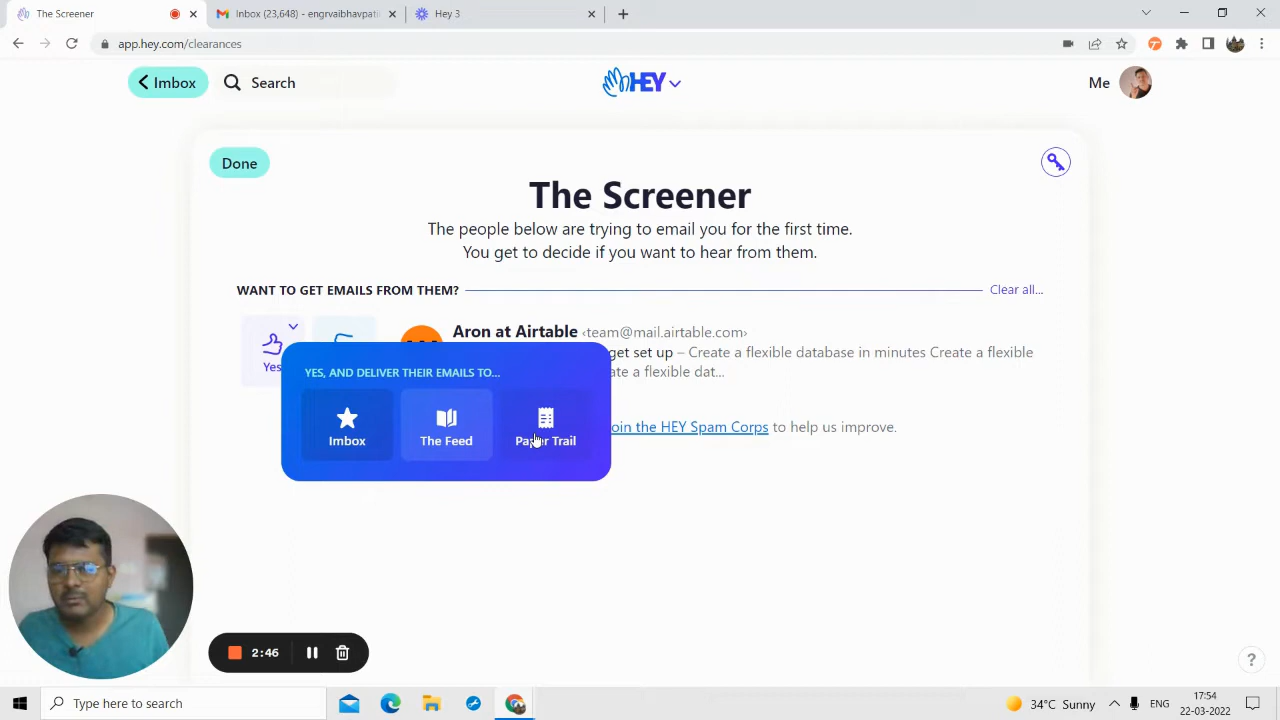 The Screener
Inbox (23,648) - engrvaibhavpati
Hey 3
app.hey.com/clearances
Imbox
Search
HEY
Me
Done
The Screener
The people below are trying to email you for the first time.
You get to decide if you want to hear from them.
WANT TO GET EMAILS FROM THEM?
Clear all...
Yes
Aron at Airtable <team@mail.airtable.com>
get set up – Create a flexible database in minutes Create a flexible
ate a flexible dat...
YES, AND DELIVER THEIR EMAILS TO...
Imbox
The Feed
Paper Trail
oin the HEY Spam Corps to help us improve.
2:46
?
Type here to search
34°C Sunny
ENG
17:54
22-03-2022